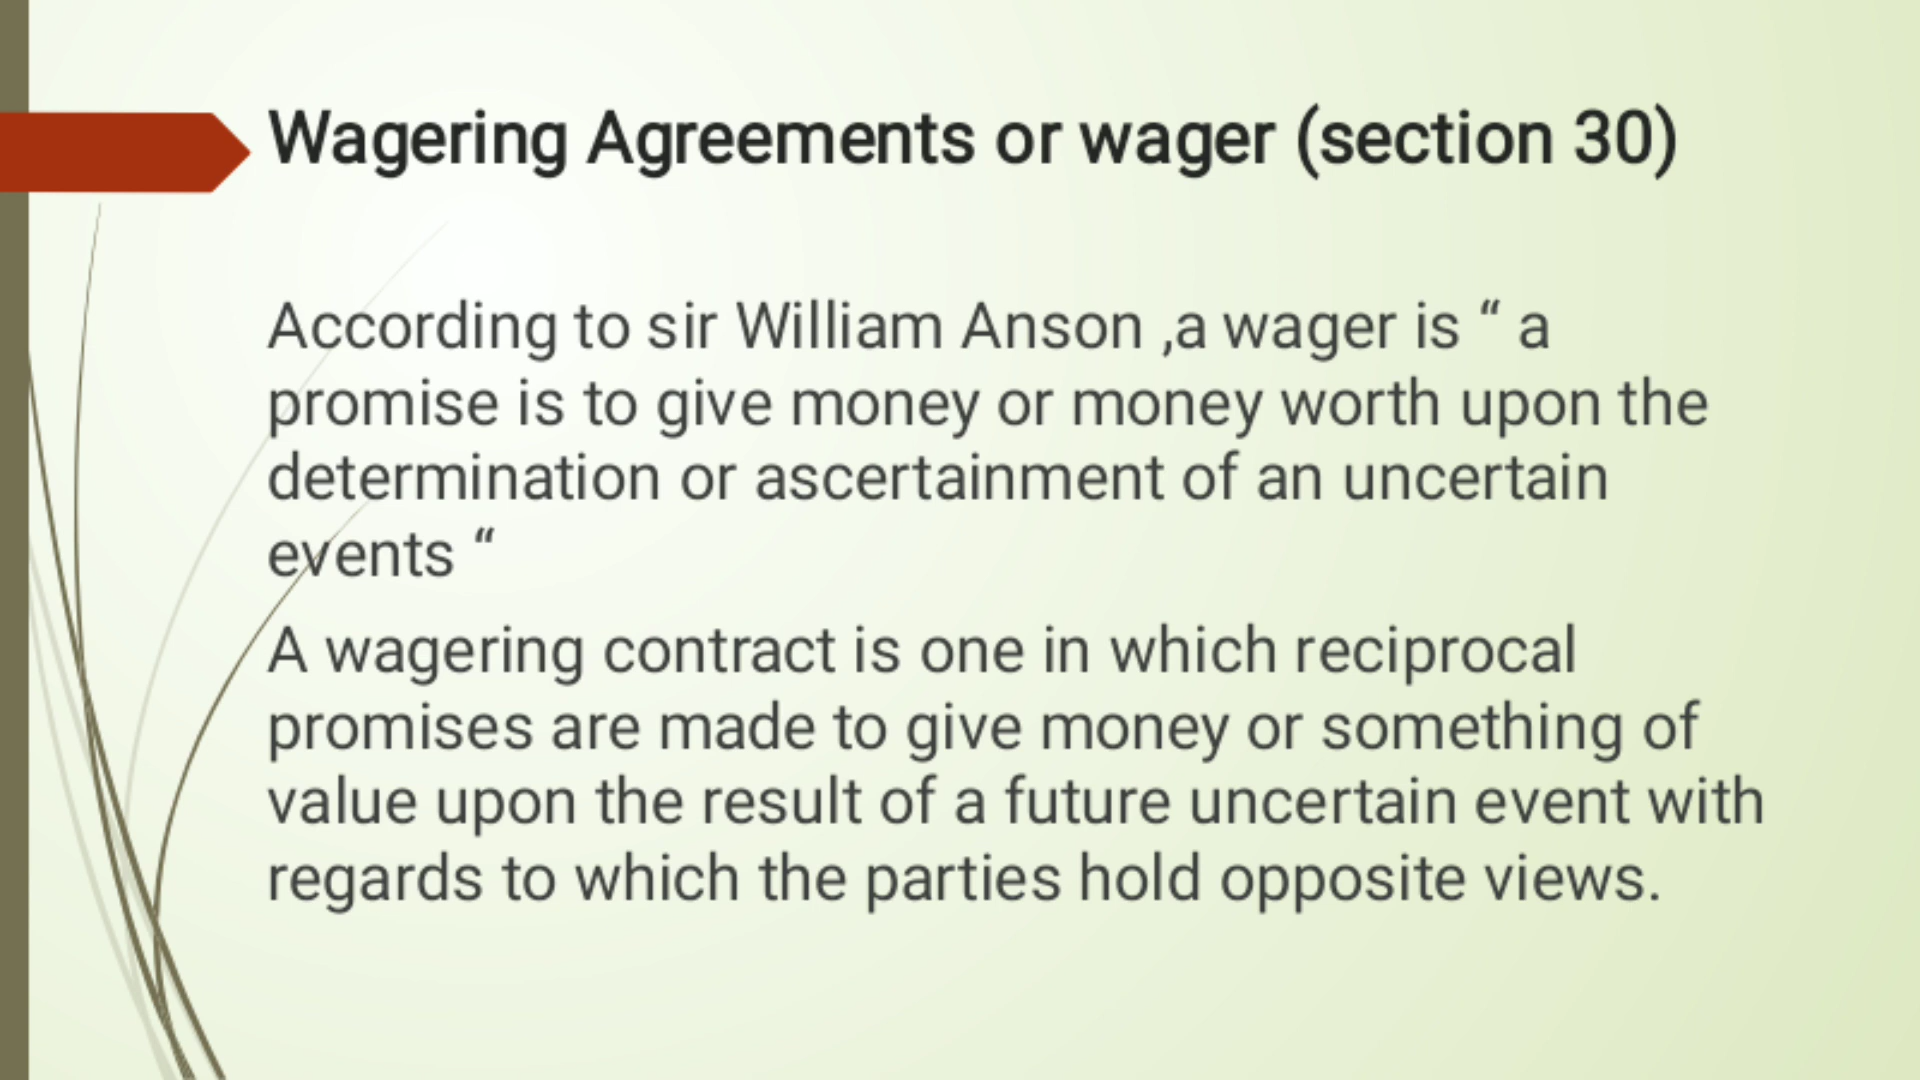 Wagering Agreements or wager (section 30)
According to sir William Anson ,a wager is “ a
promise is to give money or money worth upon the
determination or ascertainment of an uncertain
events “
A wagering contract is one in which reciprocal
promises are made to give money or something of
value upon the result of a future uncertain event with
regards to which the parties hold opposite views.